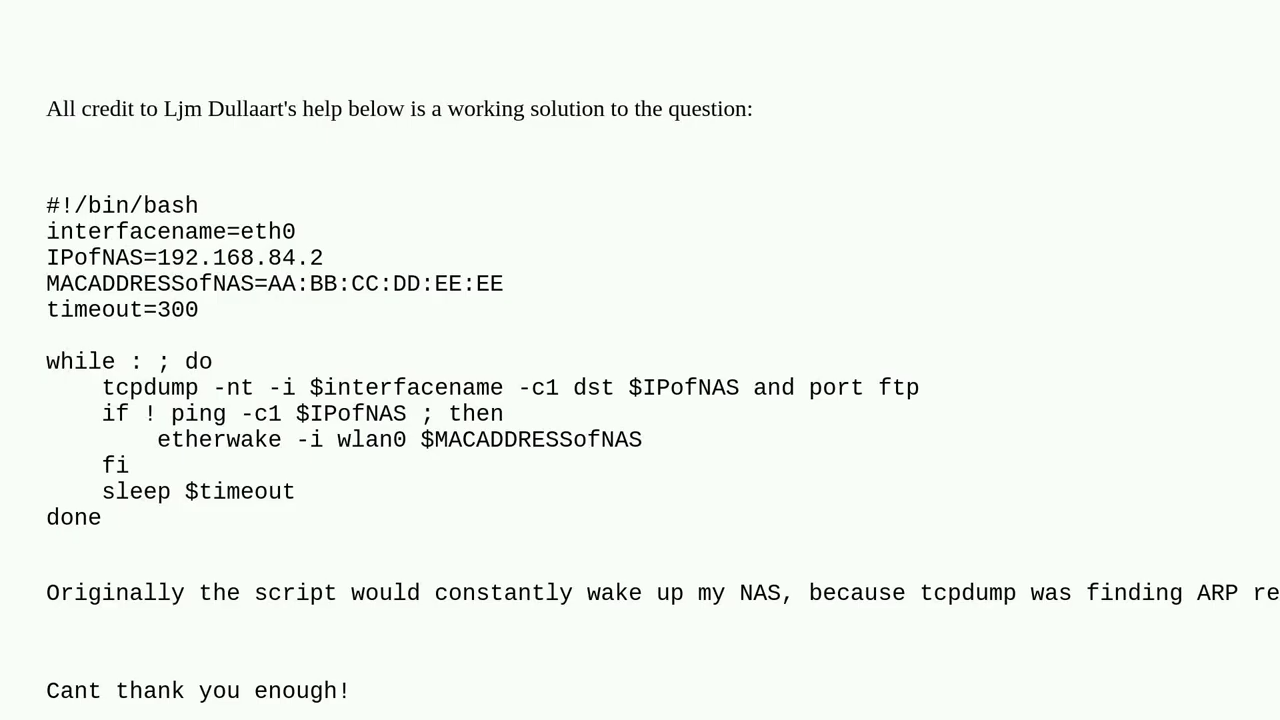 All credit to Ljm Dullaart's help below is a working solution to the question:
#!/bin/bash
interfacename=eth0
IPofNAS=192.168.84.2
MACADDRESSofNAS=AA:BB:CC:DD:EE:EE
timeout=300
while : ; do
    tcpdump -nt -i $interfacename -c1 dst $IPofNAS and port ftp
    if ! ping -c1 $IPofNAS ; then
        etherwake -i wlan0 $MACADDRESSofNAS
    fi
    sleep $timeout
done
Originally the script would constantly wake up my NAS, because tcpdump was finding ARP re
Cant thank you enough!